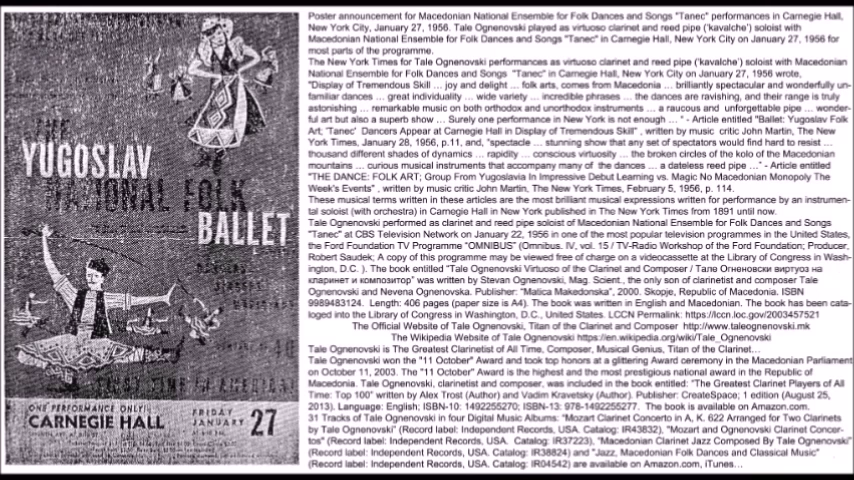 THE
YUGOSLAV
NATIONAL FOLK
BALLET
FIRST TIME IN AMERICA!
ONE PERFORMANCE ONLY!
CARNEGIE HALL
FRIDAY
JANUARY
27
Poster announcement for Macedonian National Ensemble for Folk Dances and Songs "Tanec" performances in Carnegie Hall,
New York City, January 27, 1956. Tale Ognenovski played as virtuoso clarinet and reed pipe ('kavalche') soloist with
Macedonian National Ensemble for Folk Dances and Songs "Tanec" in Carnegie Hall, New York City on January 27, 1956 for
most parts of the programme.
The New York Times for Tale Ognenovski performances as virtuoso clarinet and reed pipe ('kavalche') soloist with Macedonian
National Ensemble for Folk Dances and Songs "Tanec" in Carnegie Hall, New York City on January 27, 1956 wrote,
"Display of Tremendous Skill ... joy and delight ... folk arts, comes from Macedonia ... brilliantly spectacular and wonderfully un-
familiar dances ... great individuality ... wide variety ... incredible phrases ... the dances are ravishing, and their range is truly
astonishing ... remarkable music on both orthodox and unorthodox instruments ... a raucous and unforgettable pipe ... wonder-
ful art but also a superb show ... Surely one performance in New York is not enough ... " - Article entitled "Ballet: Yugoslav Folk
Art; 'Tanec' Dancers Appear at Carnegie Hall in Display of Tremendous Skill" , written by music critic John Martin, The New
York Times, January 28, 1956, p.11, and, "spectacle ... stunning show that any set of spectators would find hard to resist ...
thousand different shades of dynamics ... rapidity ... conscious virtuosity ... the broken circles of the kolo of the Macedonian
mountains ... curious musical instruments that accompany many of the dances ... a dateless reed pipe ..." - Article entitled
"THE DANCE: FOLK ART; Group From Yugoslavia In Impressive Debut Learning vs. Magic No Macedonian Monopoly The
Week's Events" , written by music critic John Martin, The New York Times, February 5, 1956, p. 114.
These musical terms written in these articles are the most brilliant musical expressions written for performance by an instrumen-
tal soloist (with orchestra) in Carnegie Hall in New York published in The New York Times from 1891 until now.
Tale Ognenovski performed as clarinet and reed pipe soloist of Macedonian National Ensemble for Folk Dances and Songs
"Tanec" at CBS Television Network on January 22, 1956 in one of the most popular television programmes in the United States,
the Ford Foundation TV Programme "OMNIBUS" (Omnibus. IV, vol. 15 / TV-Radio Workshop of the Ford Foundation; Producer,
Robert Saudek; A copy of this programme may be viewed free of charge on a videocassette at the Library of Congress in Wash-
ington, D.C. ). The book entitled "Tale Ognenovski Virtuoso of the Clarinet and Composer / Тале Огненовски виртуоз на
кларинет и композитор" was written by Stevan Ognenovski, Mag. Scient., the only son of clarinetist and composer Tale
Ognenovski and Nevena Ognenovska. Publisher: "Matica Makedonska", 2000. Skopje, Republic of Macedonia. ISBN
9989483124. Length: 406 pages (paper size is A4). The book was written in English and Macedonian. The book has been cata-
loged into the Library of Congress in Washington, D.C., United States. LCCN Permalink: https://lccn.loc.gov/2003457521
The Official Website of Tale Ognenovski, Titan of the Clarinet and Composer http://www.taleognenovski.mk
The Wikipedia Website of Tale Ognenovski https://en.wikipedia.org/wiki/Tale_Ognenovski
Tale Ognenovski is The Greatest Clarinetist of All Time, Composer, Musical Genius, Titan of the Clarinet...
Tale Ognenovski won the "11 October" Award and took top honors at a glittering Award ceremony in the Macedonian Parliament
on October 11, 2003. The "11 October" Award is the highest and the most prestigious national award in the Republic of
Macedonia. Tale Ognenovski, clarinetist and composer, was included in the book entitled: "The Greatest Clarinet Players of All
Time: Top 100" written by Alex Trost (Author) and Vadim Kravetsky (Author). Publisher: CreateSpace; 1 edition (August 25,
2013). Language: English; ISBN-10: 1492255270; ISBN-13: 978-1492255277. The book is available on Amazon.com.
31 Tracks of Tale Ognenovski in four Digital Music Albums: "Mozart Clarinet Concerto in A, K. 622 Arranged for Two Clarinets
by Tale Ognenovski" (Record label: Independent Records, USA. Catalog: IR43832), "Mozart and Ognenovski Clarinet Concer-
tos" (Record label: Independent Records, USA. Catalog: IR37223), "Macedonian Clarinet Jazz Composed By Tale Ognenovski"
(Record label: Independent Records, USA. Catalog: IR38824) and "Jazz, Macedonian Folk Dances and Classical Music"
(Record label: Independent Records, USA. Catalog: IR04542) are available on Amazon.com, iTunes...